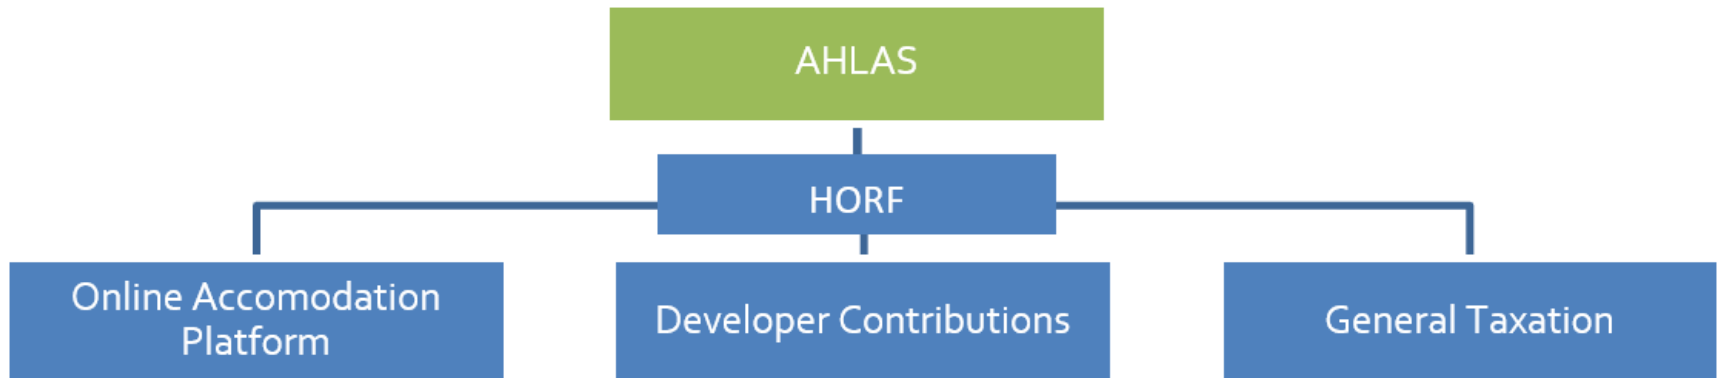 AHLAS
HORF
Online Accomodation
Platform
Developer Contributions
General Taxation